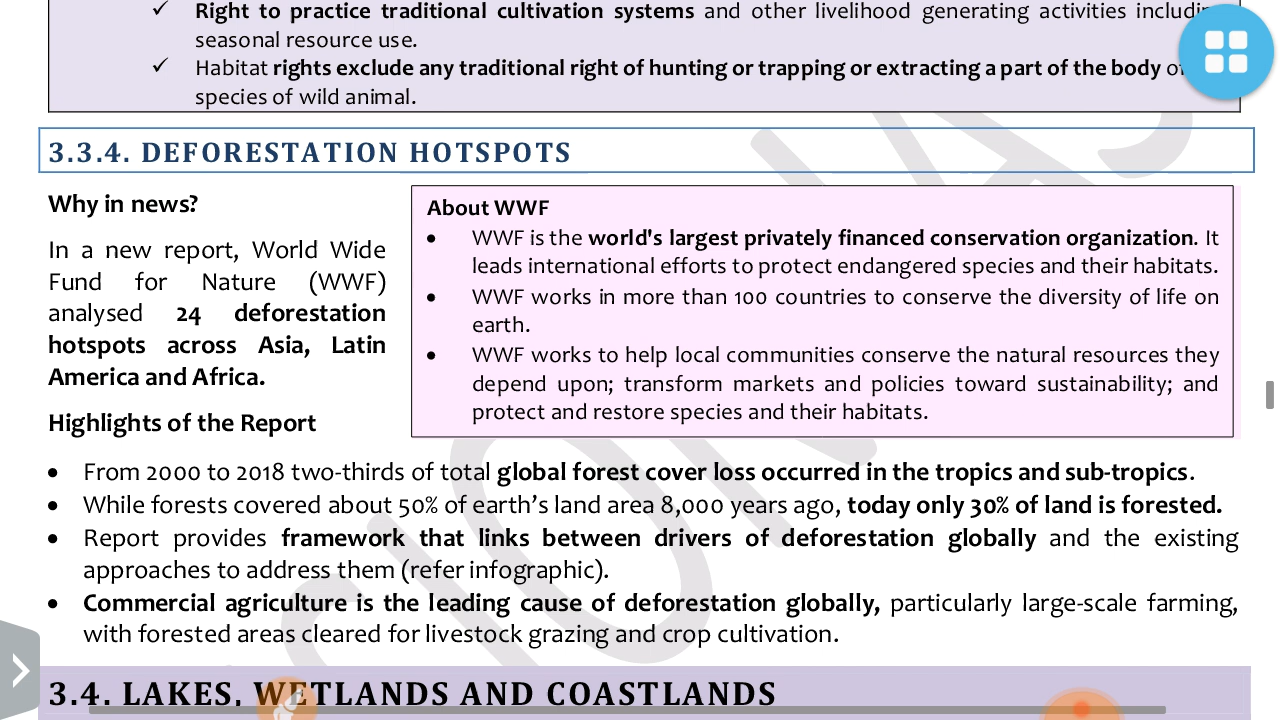 ✓ Right to practice traditional cultivation systems and other livelihood generating activities
seasonal resource use.
✓ Habitat rights exclude any traditional right of hunting or trapping or extracting a part of the body
species of wild animal.
3.3.4. DEFORESTATION HOTSPOTS
Why in news?
In a new report, World Wide
Fund for Nature (WWF)
analysed 24 deforestation
hotspots across Asia, Latin
America and Africa.
Highlights of the Report
About WWF
• WWF is the world's largest privately financed conservation organization. It
leads international efforts to protect endangered species and their habitats.
• WWF works in more than 100 countries to conserve the diversity of life on
earth.
• WWF works to help local communities conserve the natural resources they
depend upon; transform markets and policies toward sustainability; and
protect and restore species and their habitats.
• From 2000 to 2018 two-thirds of total global forest cover loss occurred in the tropics and sub-tropics.
• While forests covered about 50% of earth’s land area 8,000 years ago, today only 30% of land is forested.
• Report provides framework that links between drivers of deforestation globally and the existing
approaches to address them (refer infographic).
• Commercial agriculture is the leading cause of deforestation globally, particularly large-scale farming,
with forested areas cleared for livestock grazing and crop cultivation.
3.4. LAKES, WETLANDS AND COASTLANDS